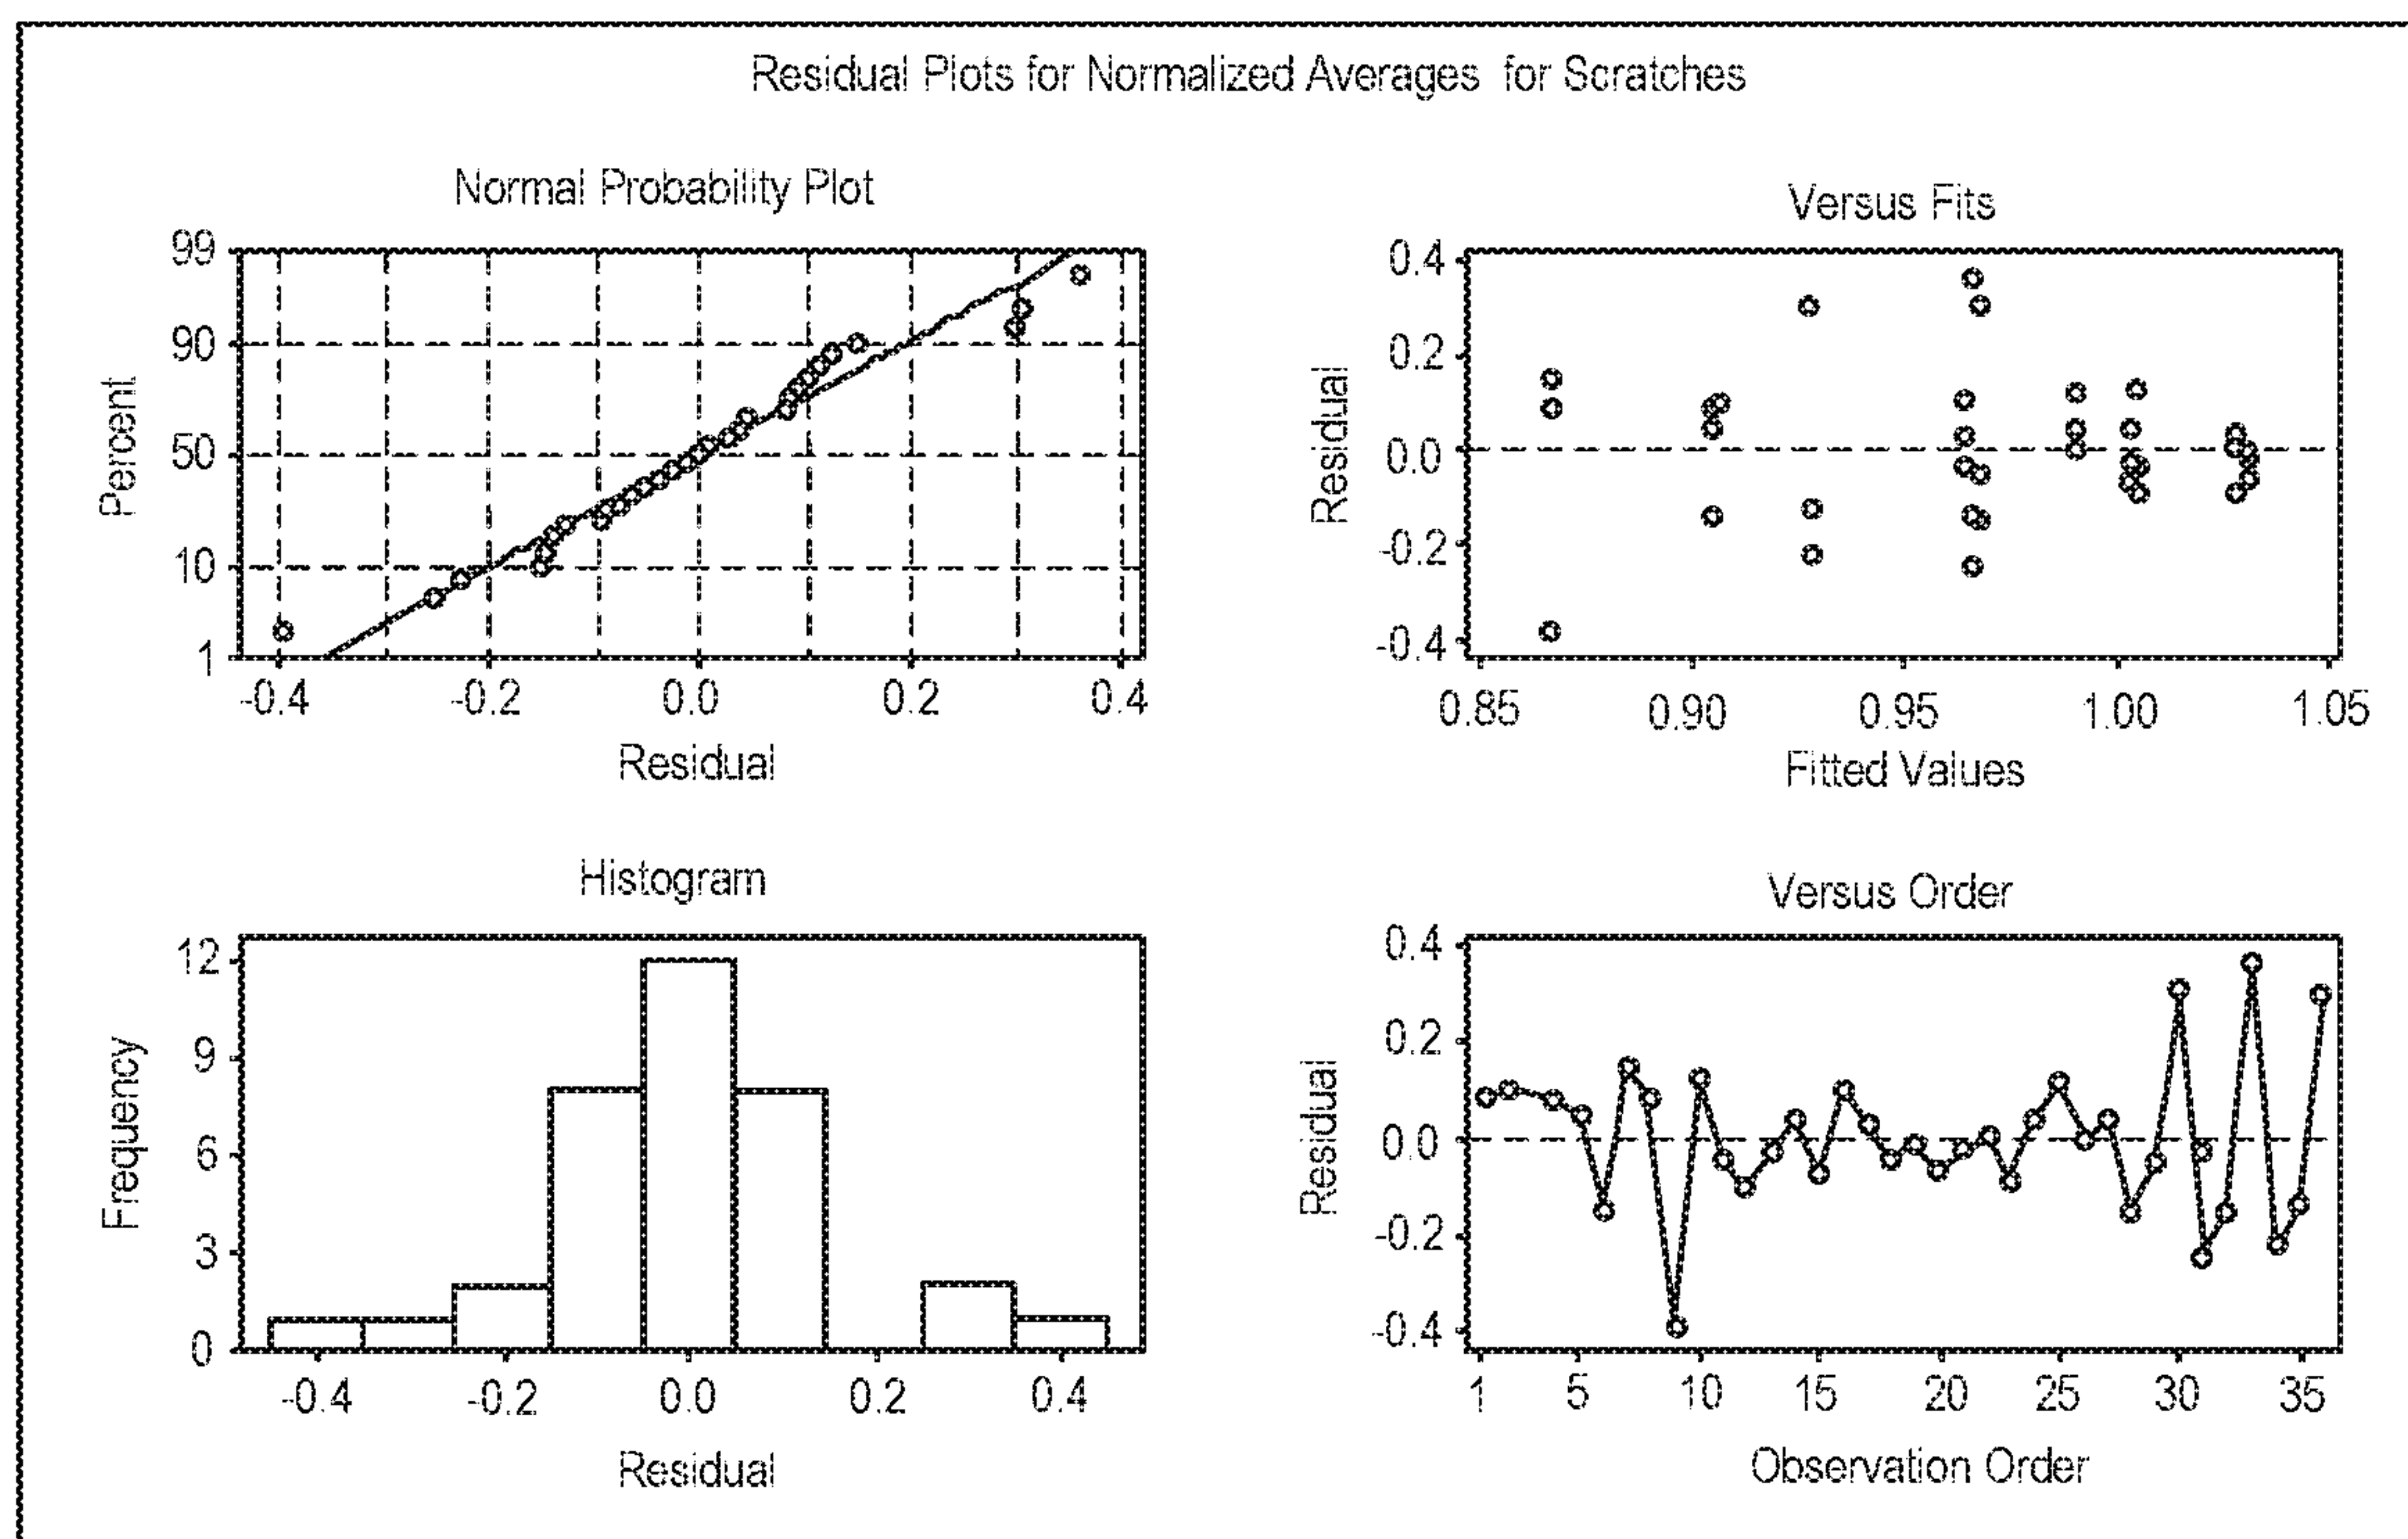 Residual Plots for Normalized Averages for Scratches
Normal Probability Plot
99
90
50
10
1
Percent
-0.4 -0.2 0.0 0.2 0.4
Residual
Versus Fits
0.4
0.2
0.0
-0.2
-0.4
Residual
0.85 0.90 0.95 1.00 1.05
Fitted Values
Histogram
12
9
6
3
0
Frequency
-0.4 -0.2 0.0 0.2 0.4
Residual
Versus Order
0.4
0.2
0.0
-0.2
-0.4
Residual
1 5 10 15 20 25 30 35
Observation Order